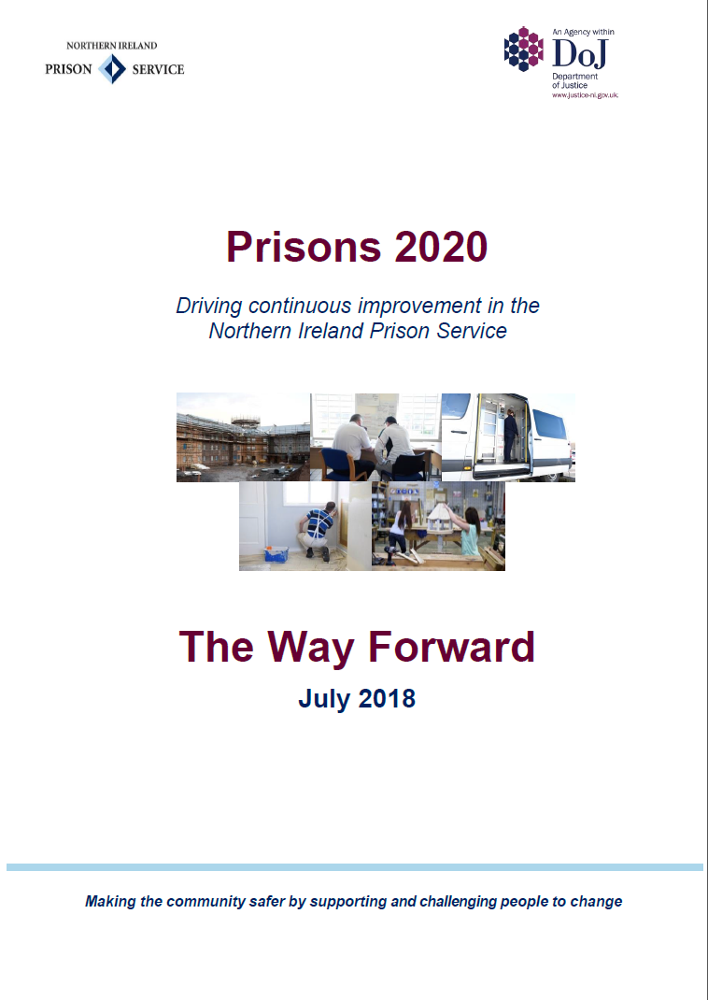 NORTHERN IRELAND
PRISON SERVICE
An Agency within
DoJ
Department
of Justice
www.justice-ni.gov.uk.
Prisons 2020
Driving continuous improvement in the
Northern Ireland Prison Service
The Way Forward
July 2018
Making the community safer by supporting and challenging people to change